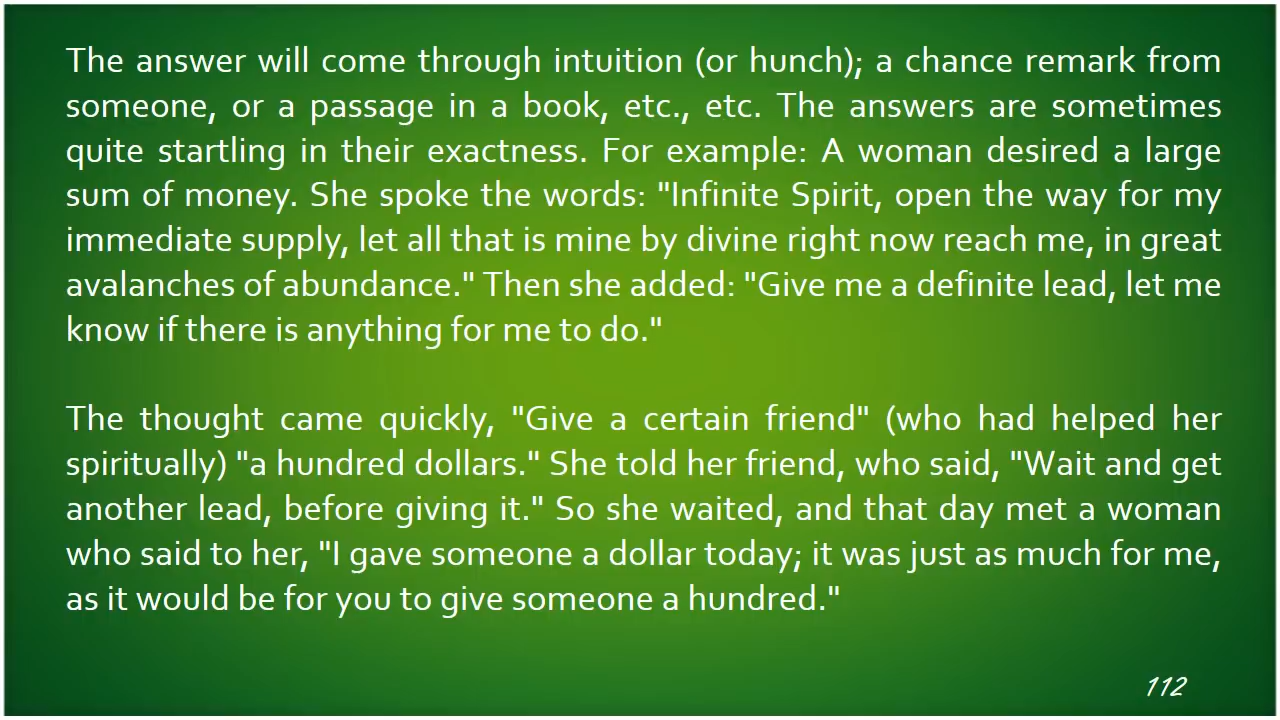 The answer will come through intuition (or hunch); a chance remark from
someone, or a passage in a book, etc., etc. The answers are sometimes
quite startling in their exactness. For example: A woman desired a large
sum of money. She spoke the words: "Infinite Spirit, open the way for my
immediate supply, let all that is mine by divine right now reach me, in great
avalanches of abundance." Then she added: "Give me a definite lead, let me
know if there is anything for me to do."
The thought came quickly, "Give a certain friend" (who had helped her
spiritually) "a hundred dollars." She told her friend, who said, "Wait and get
another lead, before giving it." So she waited, and that day met a woman
who said to her, "I gave someone a dollar today; it was just as much for me,
as it would be for you to give someone a hundred."
112